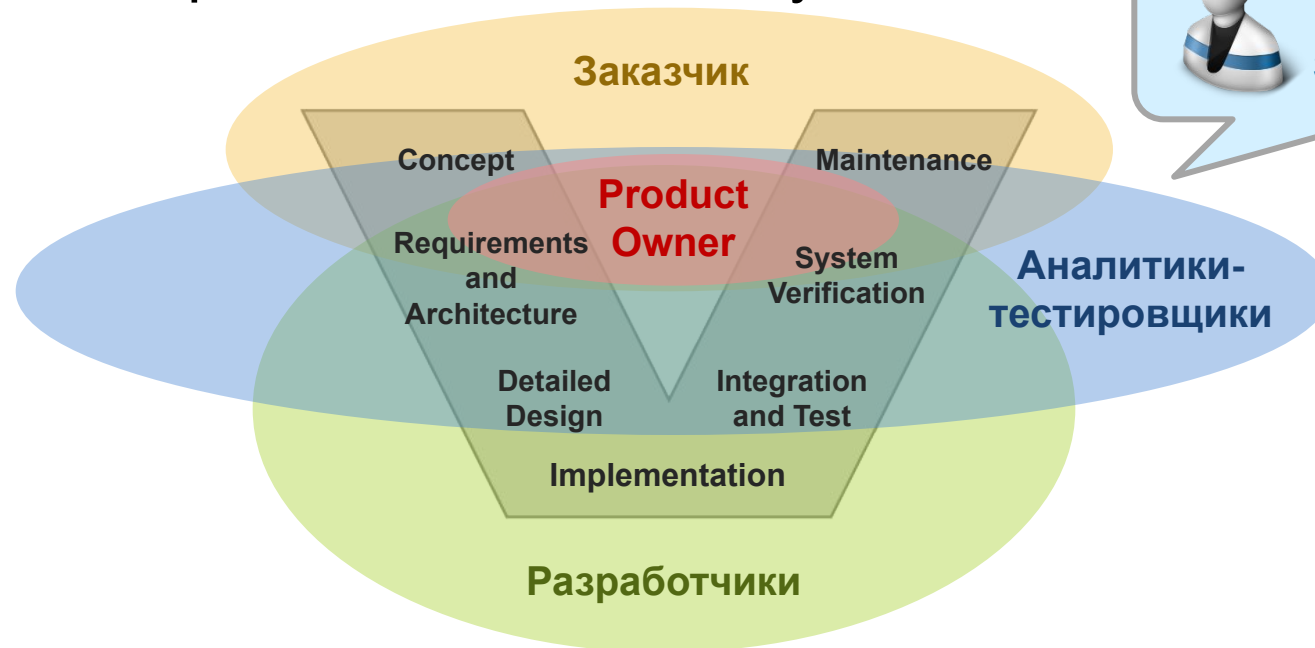 Заказчик
Concept
Maintenance
Product
Owner
Requirements
and
Architecture
System
Verification
Аналитики-
тестировщики
Detailed
Design
Integration
and Test
Implementation
Разработчики